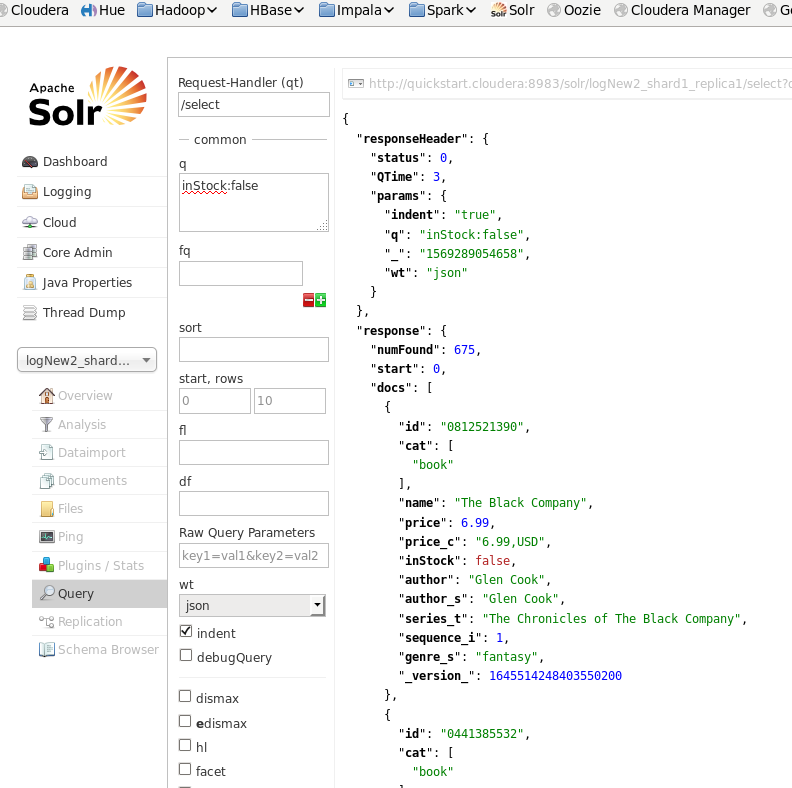 Cloudera Hue Hadoop HBase Impala Spark Solr Oozie Cloudera Manager
Apache
Solr
Dashboard
Logging
Cloud
Core Admin
Java Properties
Thread Dump
logNew2_shard...
Overview
Analysis
Dataimport
Documents
Files
Ping
Plugins / Stats
Query
Replication
Schema Browser
Request-Handler (qt)
/select
common
q
inStock:false
fq
sort
start, rows
0 10
fl
df
Raw Query Parameters
key1=val1&key2=val2
wt
json
indent
debugQuery
dismax
edismax
hl
facet
http://quickstart.cloudera:8983/solr/logNew2_shard1_replica1/select?
{
"responseHeader": {
"status": 0,
"QTime": 3,
"params": {
"indent": "true",
"q": "inStock:false",
"_": "1569289054658",
"wt": "json"
}
},
"response": {
"numFound": 675,
"start": 0,
"docs": [
{
"id": "0812521390",
"cat": [
"book"
],
"name": "The Black Company",
"price": 6.99,
"price_c": "6.99,USD",
"inStock": false,
"author": "Glen Cook",
"author_s": "Glen Cook",
"series_t": "The Chronicles of The Black Company",
"sequence_i": 1,
"genre_s": "fantasy",
"_version_": 1645514248403550200
},
{
"id": "0441385532",
"cat": [
"book"